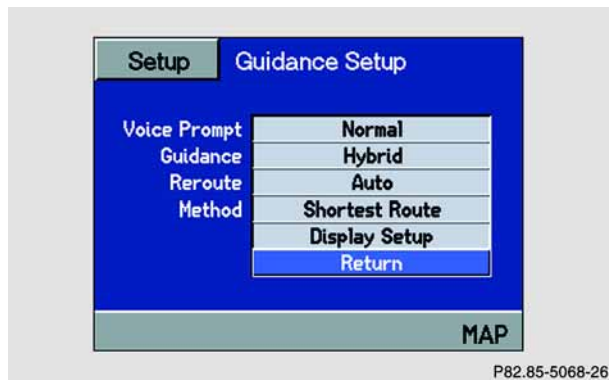 Setup Guidance Setup
Voice Prompt Normal
Guidance Hybrid
Reroute Auto
Method Shortest Route
Display Setup
Return
MAP
P82.85-5068-26